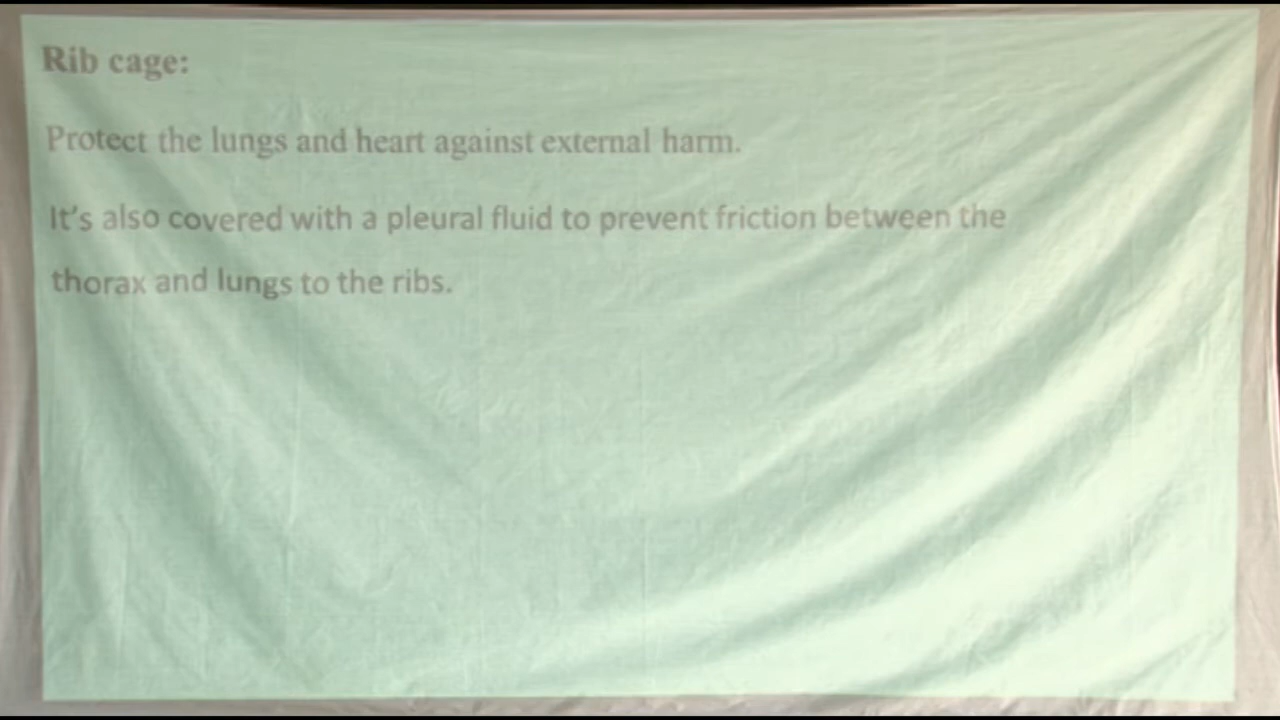 Rib cage:
Protect the lungs and heart against external harm.
It's also covered with a pleural fluid to prevent friction between the
thorax and lungs to the ribs.